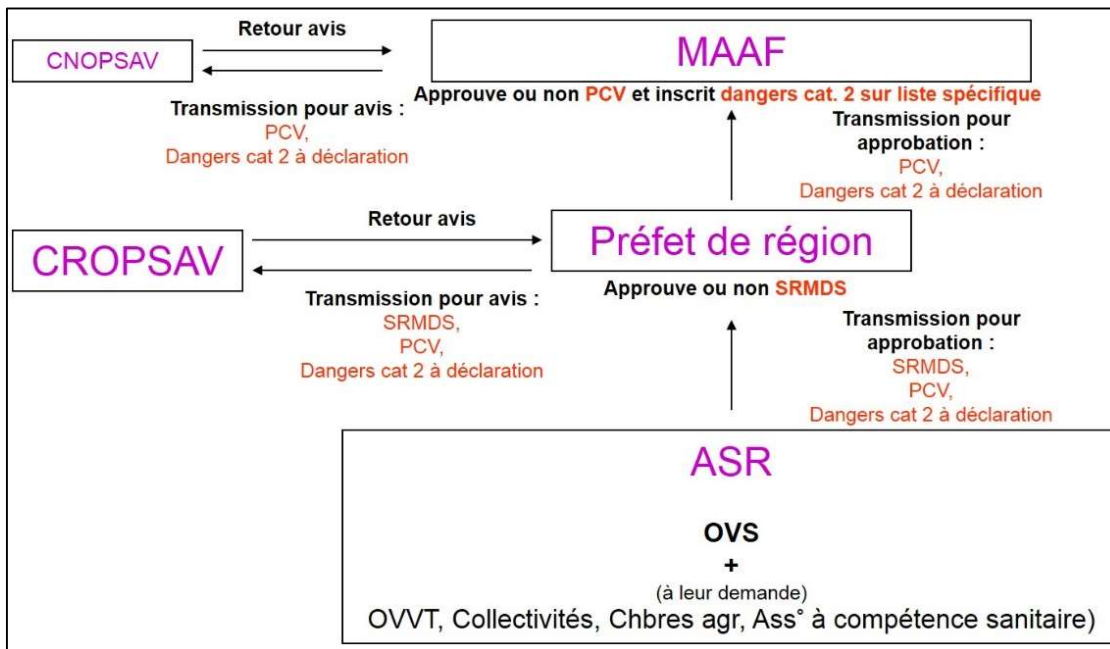 Retour avis
CNOPSAV
MAAF
Approuve ou non PCV et inscrit dangers cat. 2 sur liste spécifique
Transmission pour avis :
PCV,
Dangers cat 2 à déclaration
Transmission pour
approbation :
PCV,
Dangers cat 2 à déclaration
Retour avis
CROPSAV
Préfet de région
Approuve ou non SRMDS
Transmission pour avis :
SRMDS,
PCV,
Dangers cat 2 à déclaration
Transmission pour
approbation :
SRMDS,
PCV,
Dangers cat 2 à déclaration
ASR
OVS
+
(à leur demande)
OVVT, Collectivités, Chbres agr, Ass° à compétence sanitaire)